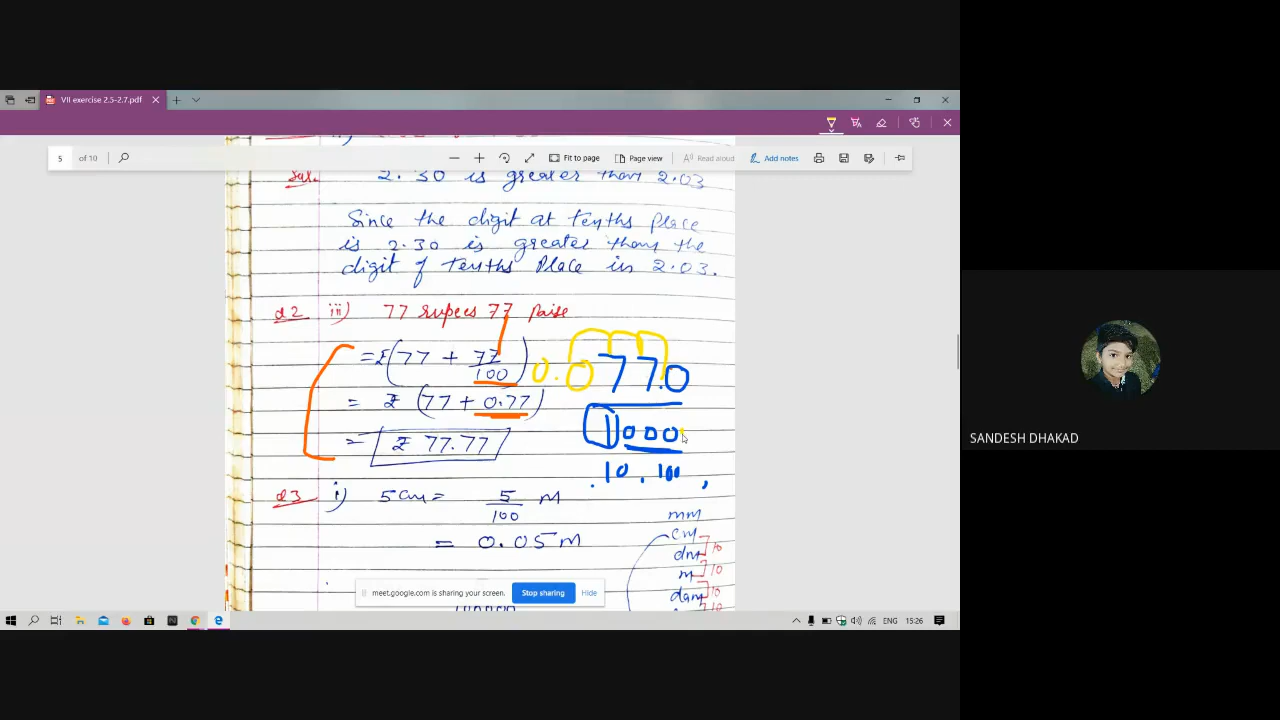 VII exercise 2.5-2.7.pdf
5 of 10
Fit to page
Page view
Read aloud
Add notes
Sol. 2.30 is greater than 2.03
Since the digit at tenths place
is 2.30 is greater than the
digit of tenths place in 2.03.
Q2 iii) 77 rupees 77 Paise
= ₹(77 + 77/100)
= ₹ (77 + 0.77)
= ₹ 77.77
0.077.0
1000
.10 . 100 ,
Q3 i) 5cm = 5/100 m
= 0.05m
mm
cm
dm 10
m 10
dam 10
10
meet.google.com is sharing your screen.
Stop sharing
Hide
ENG
15:26
SANDESH DHAKAD